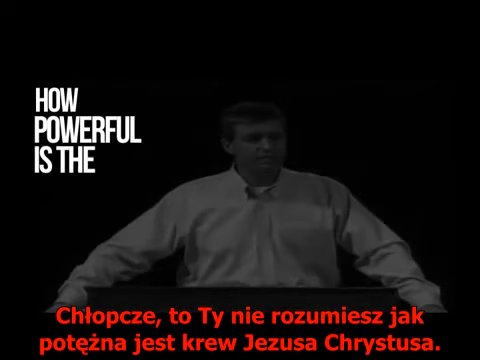 HOW
POWERFUL
IS THE
Chłopcze, to Ty nie rozumiesz jak
potężna jest krew Jezusa Chrystusa.